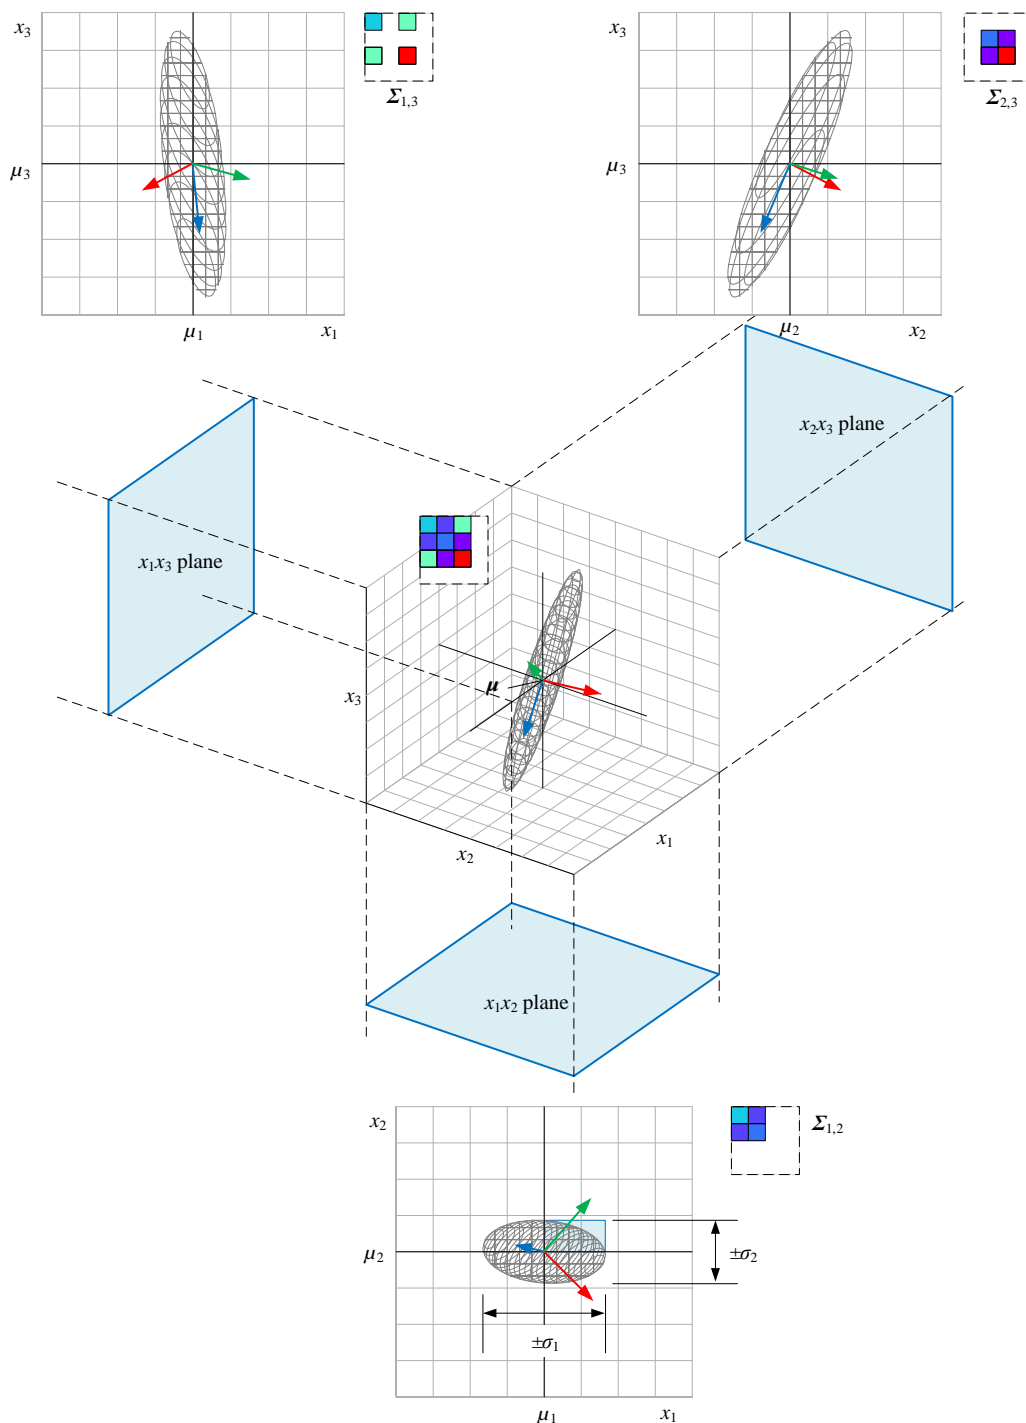 x₃
x₃
Σ₁,₃
Σ₂,₃
μ₃
μ₃
μ₁
x₁
μ₂
x₂
x₂x₃ plane
x₁x₃ plane
μ
x₃
x₂
x₁
x₁x₂ plane
x₂
Σ₁,₂
μ₂
±σ₂
±σ₁
μ₁
x₁